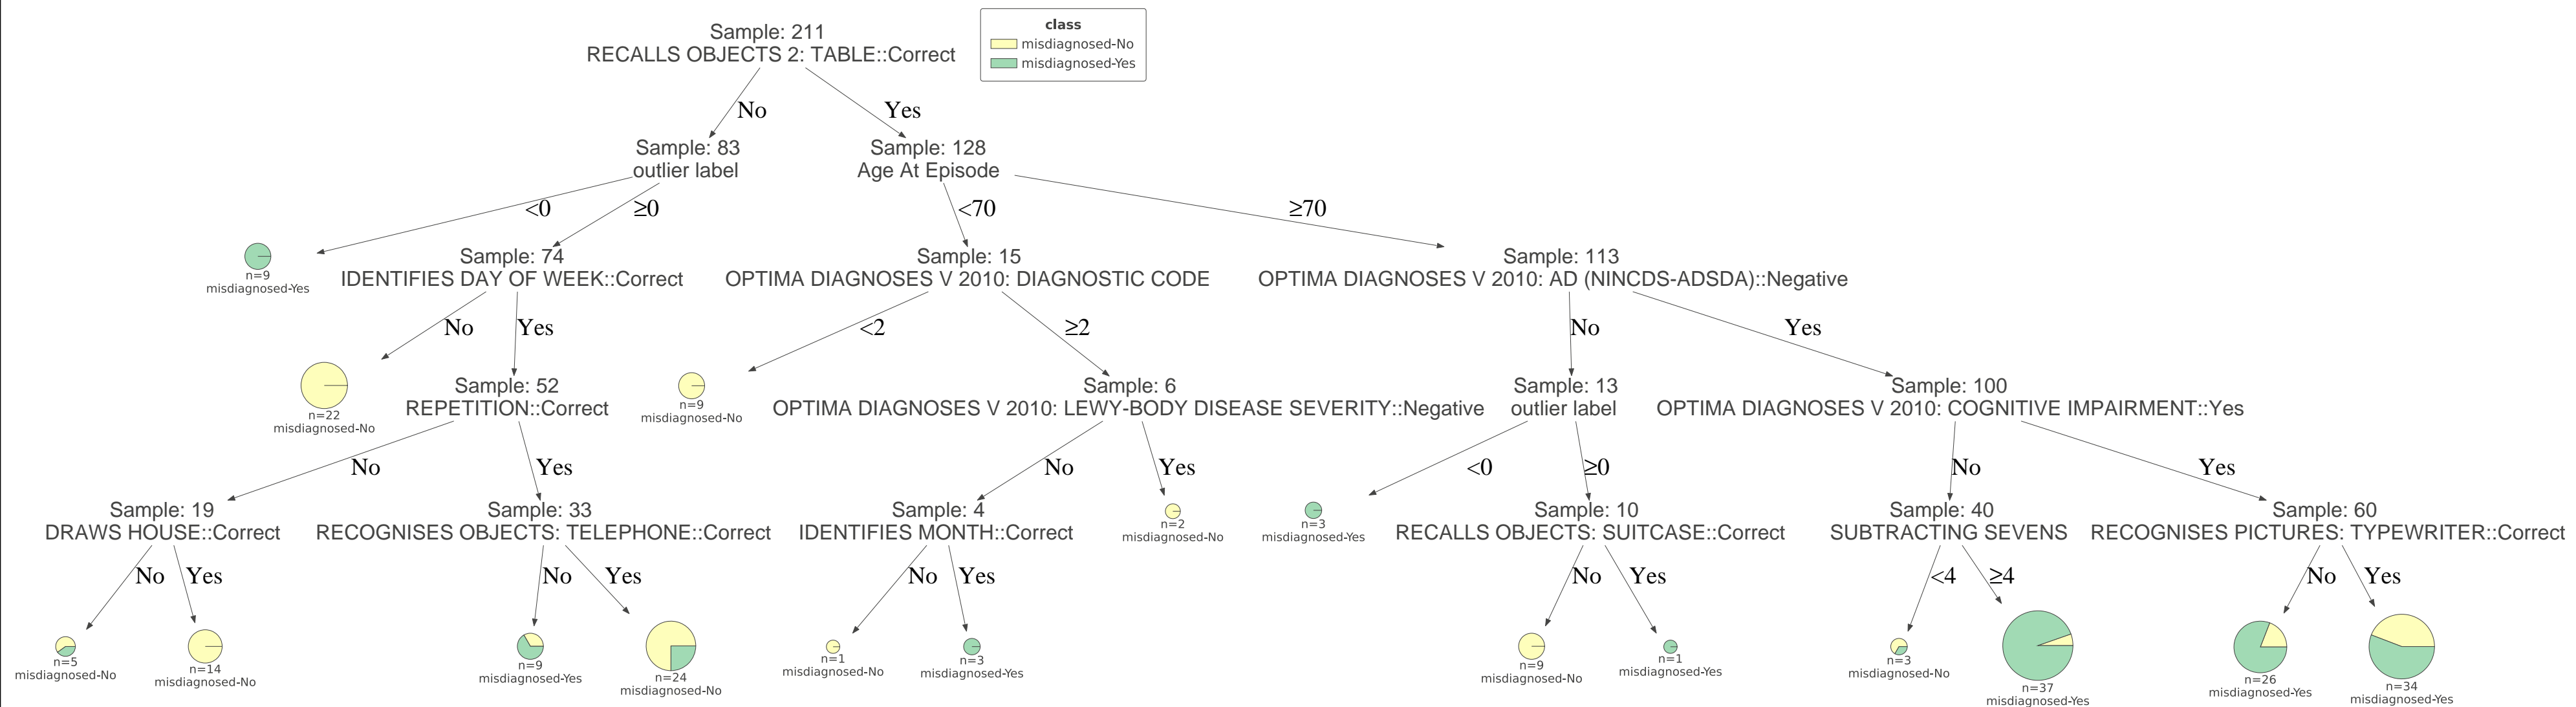 class
misdiagnosed-No
misdiagnosed-Yes
Sample: 211
RECALLS OBJECTS 2: TABLE::Correct
No
Yes
Sample: 83
outlier label
Sample: 128
Age At Episode
<0
≥0
<70
≥70
n=9
misdiagnosed-Yes
Sample: 74
IDENTIFIES DAY OF WEEK::Correct
Sample: 15
OPTIMA DIAGNOSES V 2010: DIAGNOSTIC CODE
Sample: 113
OPTIMA DIAGNOSES V 2010: AD (NINCDS-ADSDA)::Negative
No
Yes
<2
≥2
No
Yes
n=22
misdiagnosed-No
Sample: 52
REPETITION::Correct
n=9
misdiagnosed-No
Sample: 6
OPTIMA DIAGNOSES V 2010: LEWY-BODY DISEASE SEVERITY::Negative
Sample: 13
outlier label
Sample: 100
OPTIMA DIAGNOSES V 2010: COGNITIVE IMPAIRMENT::Yes
No
Yes
No
Yes
<0
≥0
No
Yes
Sample: 19
DRAWS HOUSE::Correct
Sample: 33
RECOGNISES OBJECTS: TELEPHONE::Correct
Sample: 4
IDENTIFIES MONTH::Correct
n=2
misdiagnosed-No
n=3
misdiagnosed-Yes
Sample: 10
RECALLS OBJECTS: SUITCASE::Correct
Sample: 40
SUBTRACTING SEVENS
Sample: 60
RECOGNISES PICTURES: TYPEWRITER::Correct
No
Yes
No
Yes
No
Yes
No
Yes
<4
≥4
No
Yes
n=5
misdiagnosed-No
n=14
misdiagnosed-No
n=9
misdiagnosed-Yes
n=24
misdiagnosed-No
n=1
misdiagnosed-No
n=3
misdiagnosed-Yes
n=9
misdiagnosed-No
n=1
misdiagnosed-Yes
n=3
misdiagnosed-No
n=37
misdiagnosed-Yes
n=26
misdiagnosed-Yes
n=34
misdiagnosed-Yes